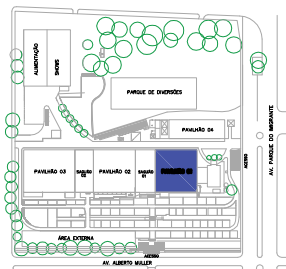 ALIMENTAÇÃO
SHOWS
PARQUE DE DIVERSÕES
PAVILHÃO 04
AV. PARQUE DO IMIGRANTE
ACESSO
PAVILHÃO 03
SAGUÃO
02
PAVILHÃO 02
SAGUÃO
01
ÁREA EXTERNA
ACESSO
AV. ALBERTO MULLER